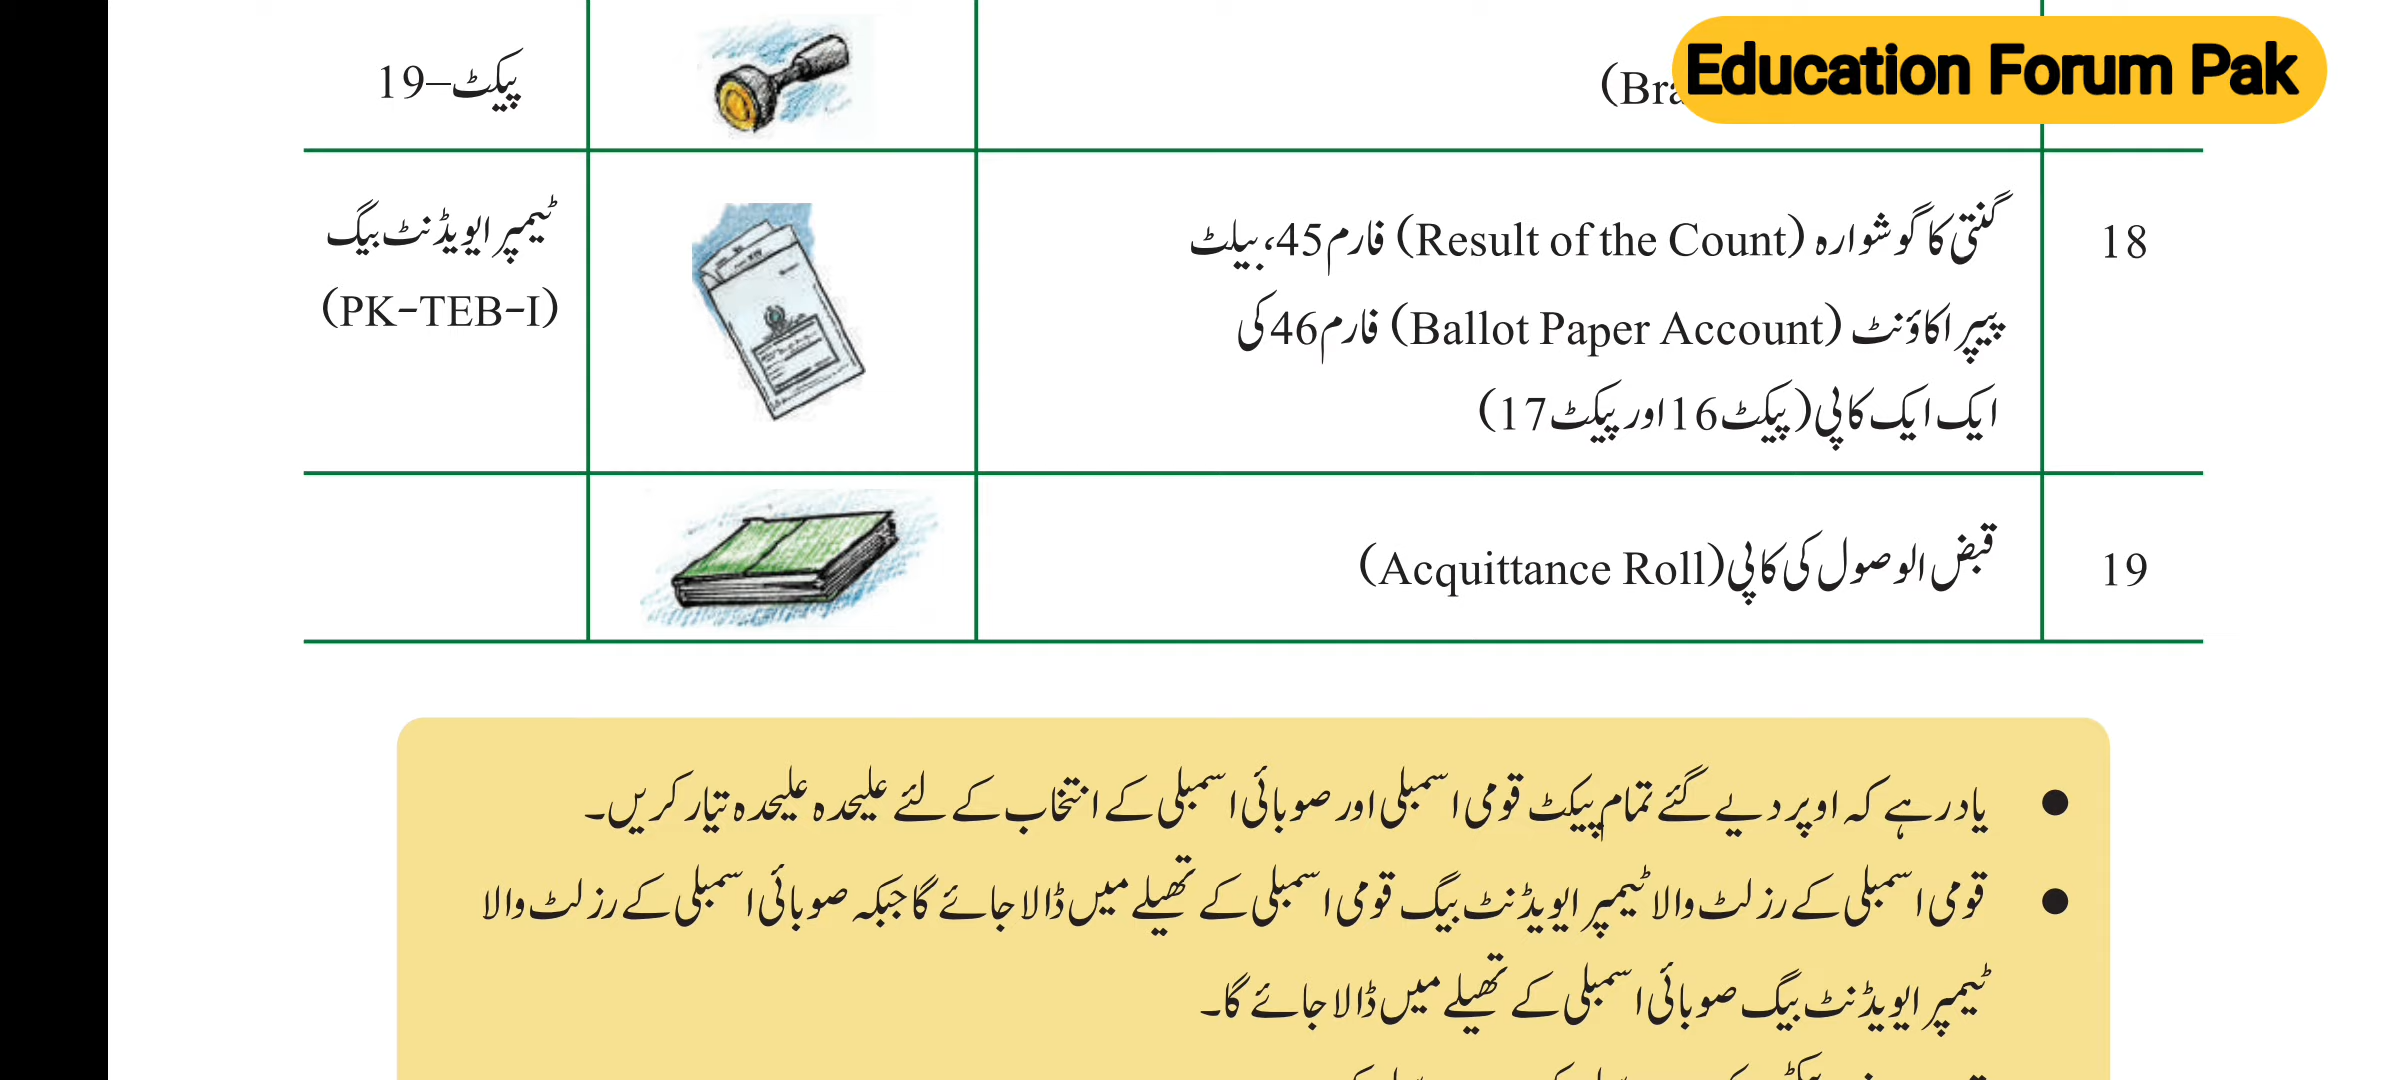 Education Forum Pak
(Bra
پیکٹ–19
18
گنتی کا گوشوارہ (Result of the Count) فارم 45، بیلٹ
پیپر اکاؤنٹ (Ballot Paper Account) فارم 46 کی
ایک ایک کاپی (پیکٹ 16 اور پیکٹ 17)
ٹیمپر ایویڈنٹ بیگ
(PK-TEB-I)
19
قبض الوصول کی کاپی (Acquittance Roll)
● یاد رہے کہ اوپر دیے گئے تمام پیکٹ قومی اسمبلی اور صوبائی اسمبلی کے انتخاب کے لئے علیحدہ علیحدہ تیار کریں۔
● قومی اسمبلی کے رزلٹ والا ٹیمپر ایویڈنٹ بیگ قومی اسمبلی کے تھیلے میں ڈالا جائے گا جبکہ صوبائی اسمبلی کے رزلٹ والا
ٹیمپر ایویڈنٹ بیگ صوبائی اسمبلی کے تھیلے میں ڈالا جائے گا۔